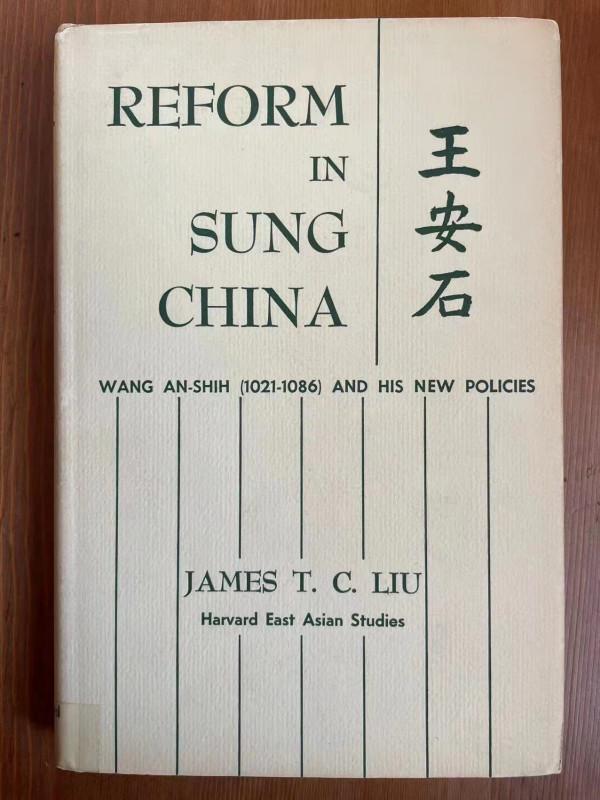 REFORM
IN
SUNG
CHINA
王安石
WANG AN-SHIH (1021-1086) AND HIS NEW POLICIES
JAMES T. C. LIU
Harvard East Asian Studies